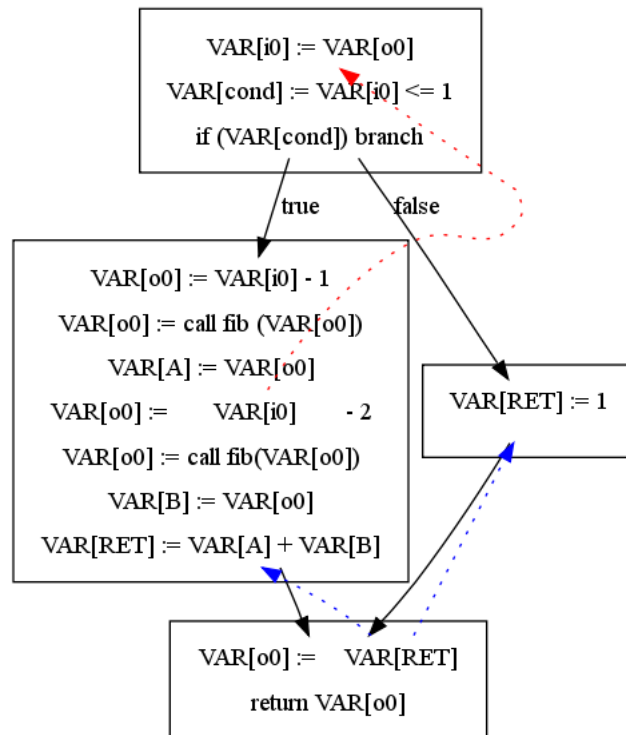 VAR[i0] := VAR[o0]
VAR[cond] := VAR[i0] <= 1
if (VAR[cond]) branch
true
false
VAR[o0] := VAR[i0] - 1
VAR[o0] := call fib (VAR[o0])
VAR[A] := VAR[o0]
VAR[o0] := VAR[i0] - 2
VAR[o0] := call fib(VAR[o0])
VAR[B] := VAR[o0]
VAR[RET] := VAR[A] + VAR[B]
VAR[RET] := 1
VAR[o0] := VAR[RET]
return VAR[o0]